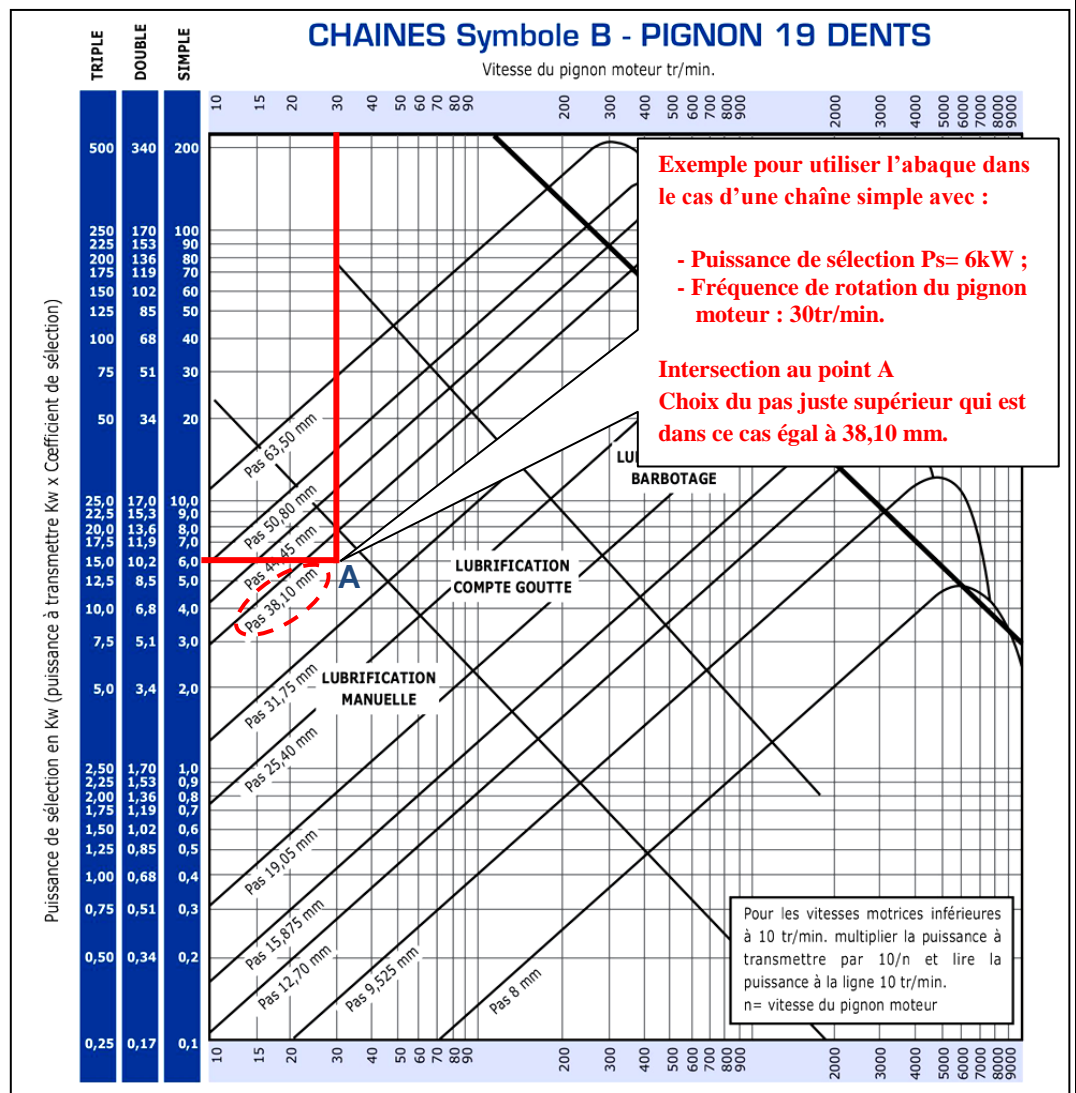 CHAINES Symbole B - PIGNON 19 DENTS
Vitesse du pignon moteur tr/min.
TRIPLE DOUBLE SIMPLE
10 15 20 30 40 50 60 70 80 90 200 300 400 500 600 700 800 900 2000 3000 4000 5000 6000 7000 8000 9000
Puissance de sélection en Kw (puissance à transmettre Kw x Cœfficient de sélection)
500 340 200
250 170 100
225 153 90
200 136 80
175 119 70
150 102 60
125 85 50
100 68 40
75 51 30
50 34 20
25,0 17,0 10,0
22,5 15,3 9,0
20,0 13,6 8,0
17,5 11,9 7,0
15,0 10,2 6,0
12,5 8,5 5,0
10,0 6,8 4,0
7,5 5,1 3,0
5,0 3,4 2,0
2,50 1,70 1,0
2,25 1,53 0,9
2,00 1,36 0,8
1,75 1,19 0,7
1,50 1,02 0,6
1,25 0,85 0,5
1,00 0,68 0,4
0,75 0,51 0,3
0,50 0,34 0,2
0,25 0,17 0,1
Exemple pour utiliser l'abaque dans
le cas d'une chaîne simple avec :
- Puissance de sélection Ps= 6kW ;
- Fréquence de rotation du pignon
moteur : 30tr/min.
Intersection au point A
Choix du pas juste supérieur qui est
dans ce cas égal à 38,10 mm.
Pas 63,50 mm
Pas 50,80 mm
Pas 44,45 mm
Pas 38,10 mm
A
Pas 31,75 mm
Pas 25,40 mm
Pas 19,05 mm
Pas 15,875 mm
Pas 12,70 mm
Pas 9,525 mm
Pas 8 mm
BARBOTAGE
LUBRIFICATION
COMPTE GOUTTE
LUBRIFICATION
MANUELLE
Pour les vitesses motrices inférieures
à 10 tr/min. multiplier la puissance à
transmettre par 10/n et lire la
puissance à la ligne 10 tr/min.
n= vitesse du pignon moteur
10 15 20 30 40 50 60 70 80 90 200 300 400 500 600 700 800 900 2000 3000 4000 5000 6000 7000 8000 9000